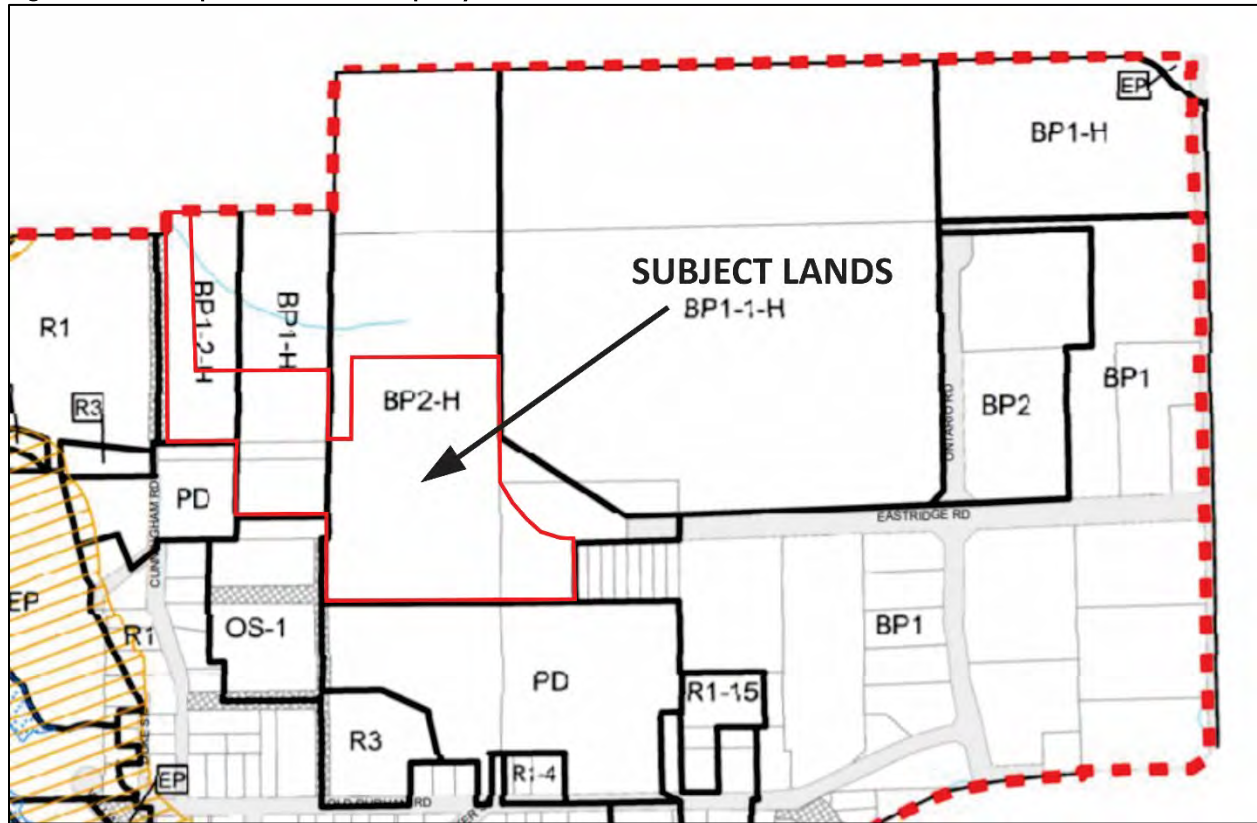 EP
BP1-H
SUBJECT LANDS
BP1-1-H
BP1-2-H
BP1-H
R1
BP2-H
BP1
BP2
R3
ONTARIO RD
PD
CUNNINGHAM RD
EASTRIDGE RD
EP
R1
OS-1
BP1
PD
R1-15
R3
R1-4
EP
OLD DURHAM RD